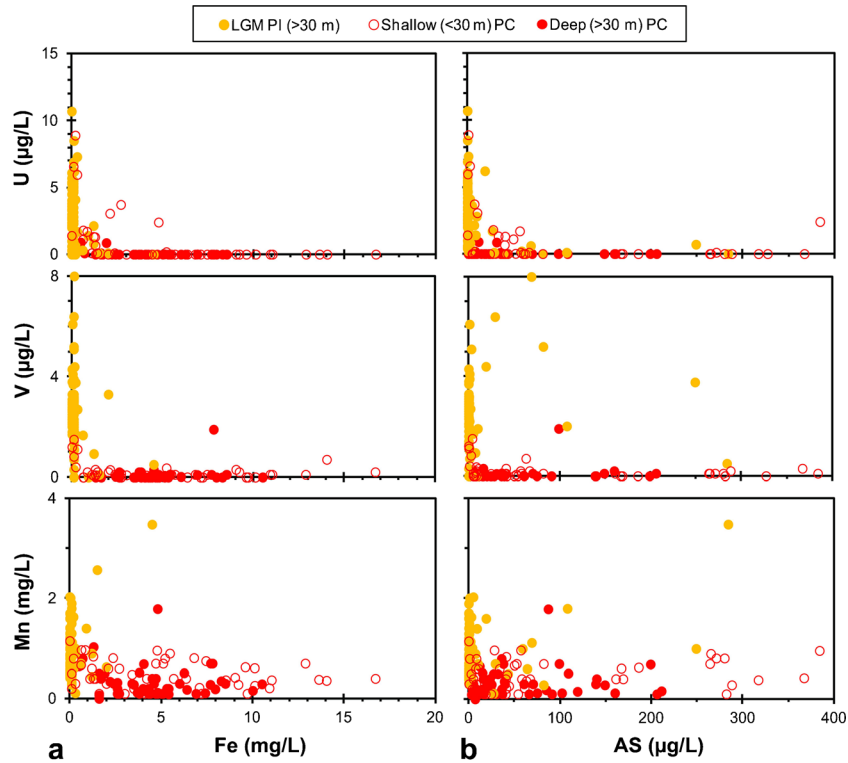 LGM PI (>30 m) Shallow (<30 m) PC Deep (>30 m) PC
15
10
5
0
U (µg/L)
8
4
0
V (µg/L)
4
2
0
Mn (mg/L)
0 5 10 15 20
0 100 200 300 400
a Fe (mg/L) b AS (µg/L)